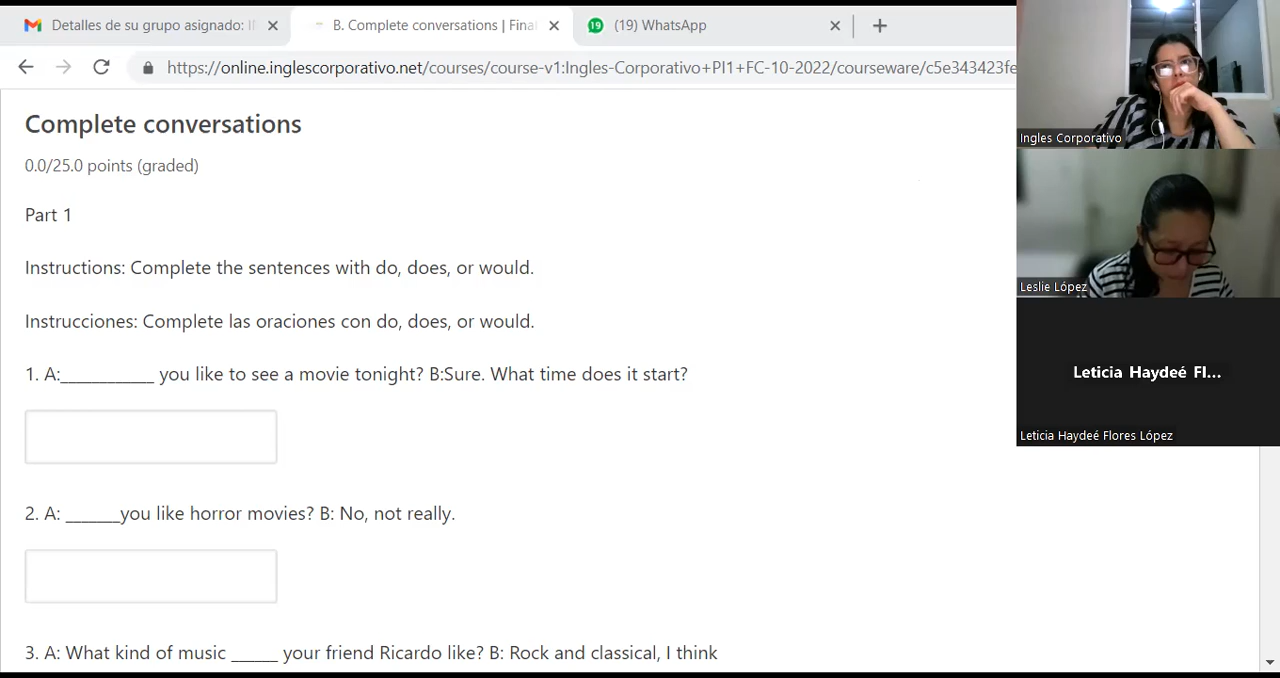 Detalles de su grupo asignado: II
B. Complete conversations | Fina
(19) WhatsApp
https://online.inglescorporativo.net/courses/course-v1:Ingles-Corporativo+PI1+FC-10-2022/courseware/c5e343423fe
Complete conversations
0.0/25.0 points (graded)
Part 1
Instructions: Complete the sentences with do, does, or would.
Instrucciones: Complete las oraciones con do, does, or would.
1. A:____________ you like to see a movie tonight? B:Sure. What time does it start?
2. A: _______you like horror movies? B: No, not really.
3. A: What kind of music ______ your friend Ricardo like? B: Rock and classical, I think
Ingles Corporativo
Leslie López
Leticia Haydeé Fl...
Leticia Haydeé Flores López